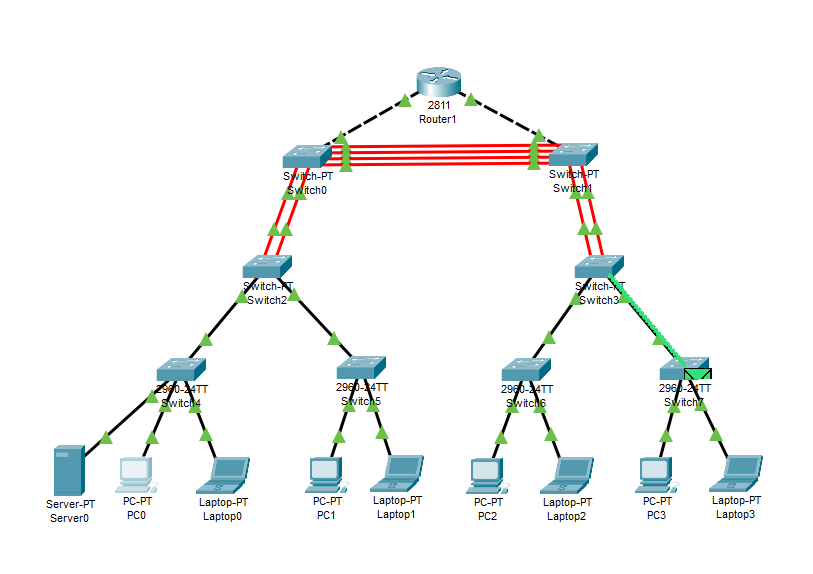 2811
Router1
Switch-PT
Switch0
Switch-PT
Switch1
Switch-PT
Switch2
Switch-PT
Switch3
2960-24TT
Switch4
2960-24TT
Switch5
2960-24TT
Switch6
2960-24TT
Switch7
Server-PT
Server0
PC-PT
PC0
Laptop-PT
Laptop0
PC-PT
PC1
Laptop-PT
Laptop1
PC-PT
PC2
Laptop-PT
Laptop2
PC-PT
PC3
Laptop-PT
Laptop3